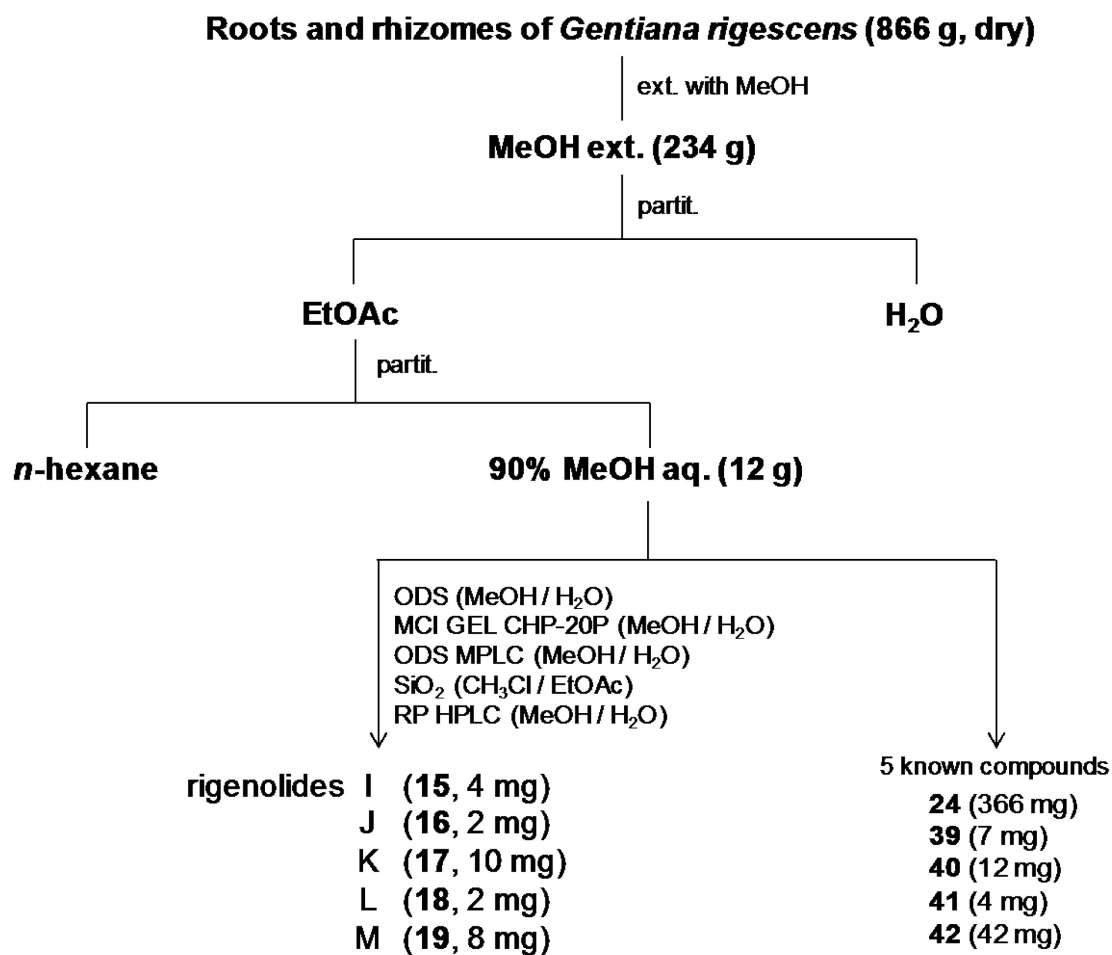 Roots and rhizomes of Gentiana rigescens (866 g, dry)
ext. with MeOH
MeOH ext. (234 g)
partit.
EtOAc
H₂O
partit.
n-hexane
90% MeOH aq. (12 g)
ODS (MeOH / H₂O)
MCI GEL CHP-20P (MeOH / H₂O)
ODS MPLC (MeOH / H₂O)
SiO₂ (CH₃Cl / EtOAc)
RP HPLC (MeOH / H₂O)
rigenolides I (15, 4 mg)
J (16, 2 mg)
K (17, 10 mg)
L (18, 2 mg)
M (19, 8 mg)
5 known compounds
24 (366 mg)
39 (7 mg)
40 (12 mg)
41 (4 mg)
42 (42 mg)